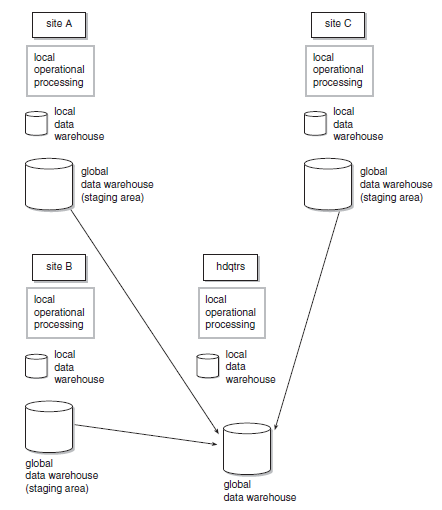 site A
local
operational
processing
local
data
warehouse
global
data warehouse
(staging area)
site C
local
operational
processing
local
data
warehouse
global
data warehouse
(staging area)
site B
local
operational
processing
local
data
warehouse
global
data warehouse
(staging area)
hdqtrs
local
operational
processing
local
data
warehouse
global
data warehouse